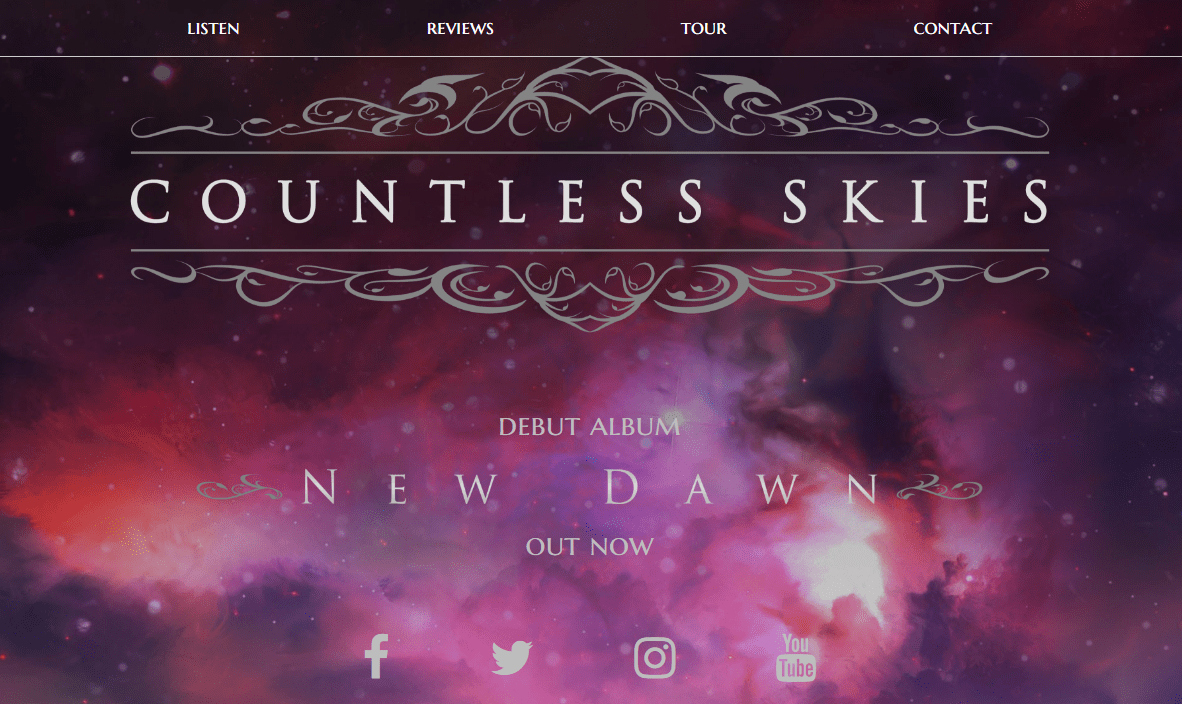 LISTEN REVIEWS TOUR CONTACT
COUNTLESS SKIES
DEBUT ALBUM
NEW DAWN
OUT NOW
You Tube